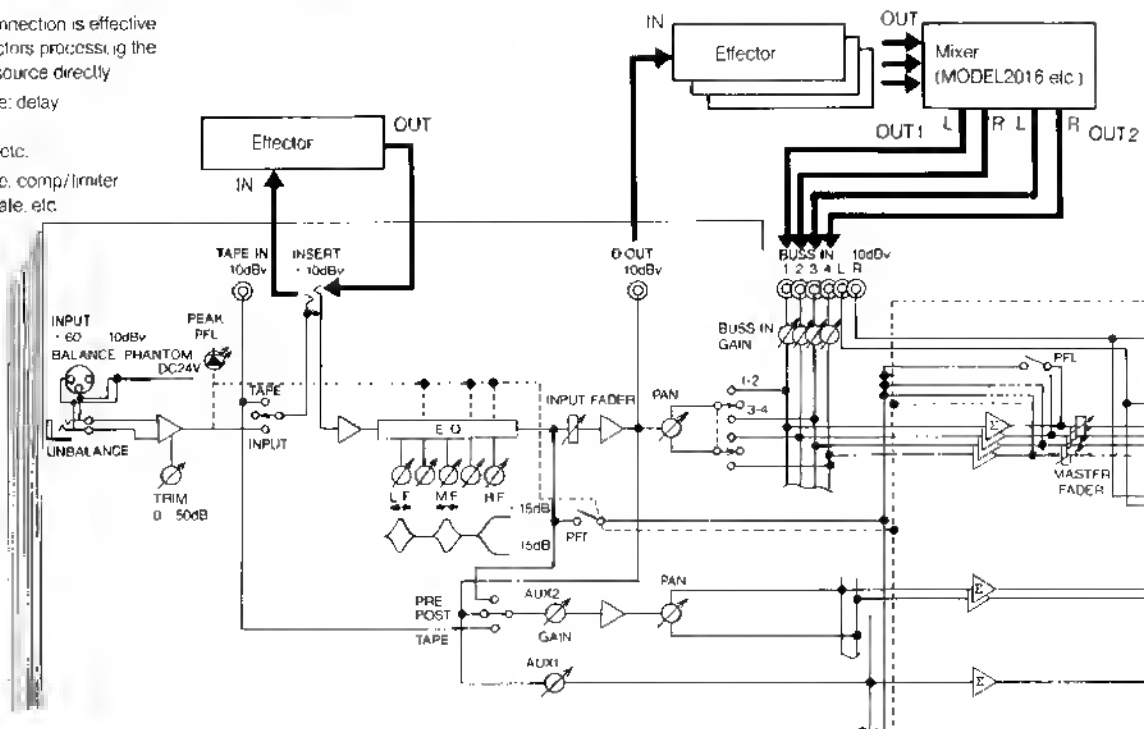 nnection is effective
ctors processing the
source directly
e: delay
etc.
e. comp/limiter
ale. etc
Effector
IN
OUT
IN
Effector
OUT
Mixer
(MODEL2016 etc.)
OUT1 L R L R OUT2
TAPE IN
10dBv
INSERT
10dBv
D OUT
10dBv
BUSS IN 10dBv
1 2 3 4 L R
INPUT
60 10dBv
BALANCE PHANTOM
DC24V
PEAK
PFL
UNBALANCE
TRIM
0 50dB
TAPE
INPUT
E Q
L F M F H F
15dB
15dB
INPUT FADER
PAN
1-2
3-4
BUSS IN
GAIN
PFL
PFL
Σ
MASTER
FADER
PRE
POST
TAPE
AUX2
GAIN
PAN
Σ
AUX1
Σ